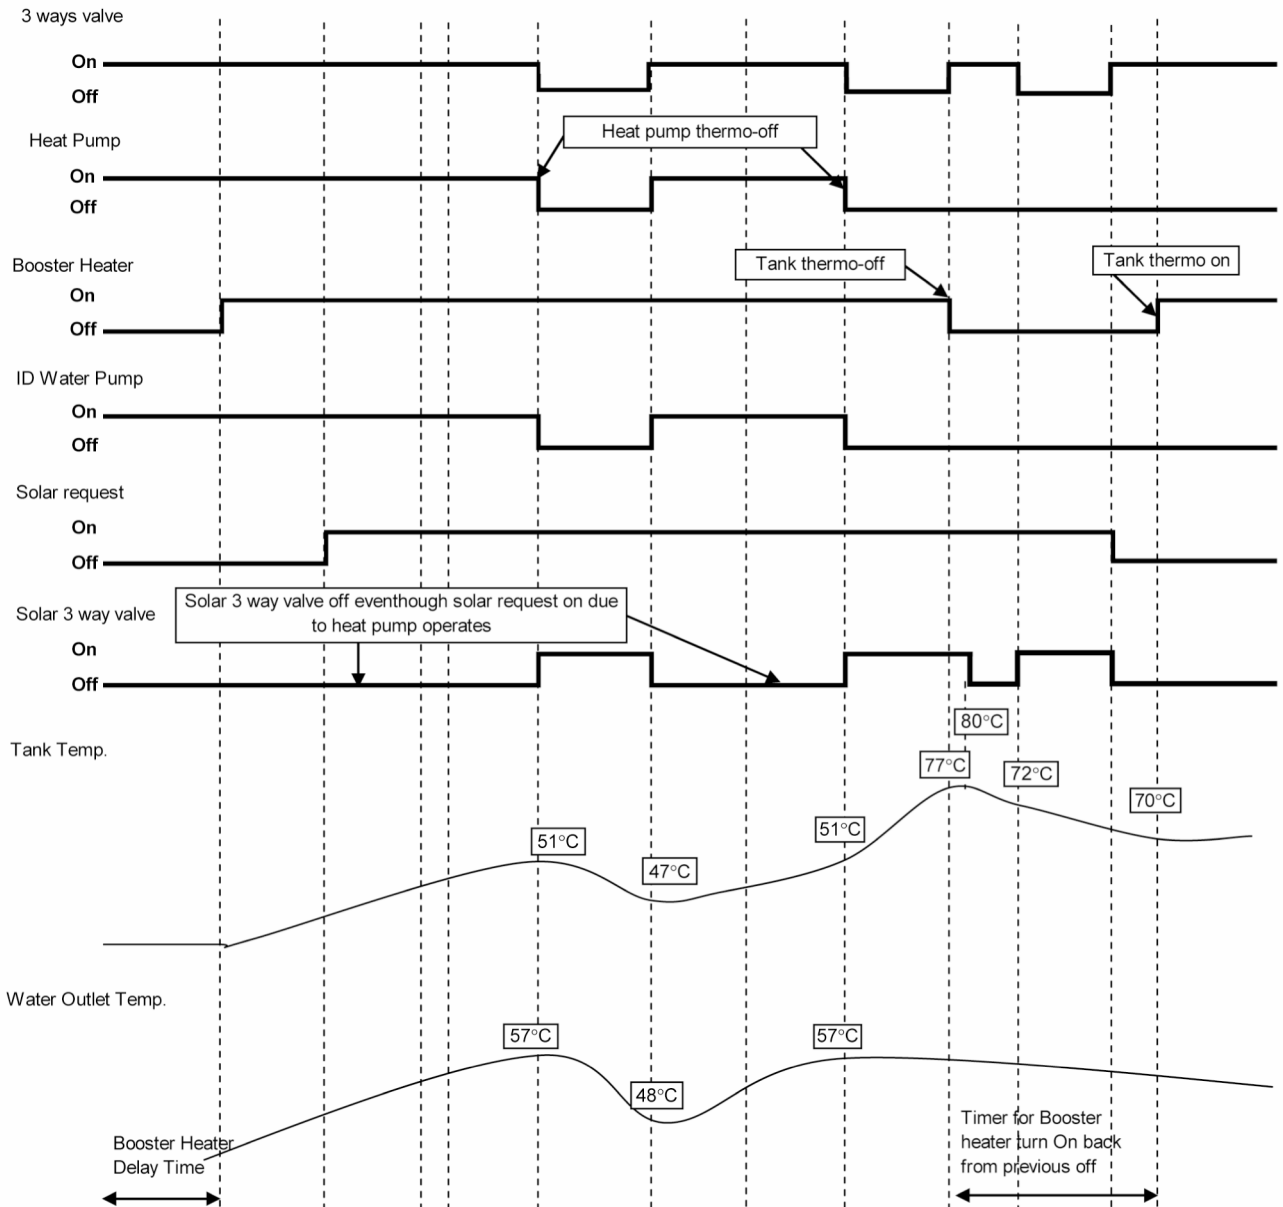 3 ways valve
On
Off
Heat pump thermo-off
Heat Pump
On
Off
Tank thermo-off
Tank thermo on
Booster Heater
On
Off
ID Water Pump
On
Off
Solar request
On
Off
Solar 3 way valve off eventhough solar request on due
to heat pump operates
Solar 3 way valve
On
Off
80°C
Tank Temp.
77°C
72°C
70°C
51°C
51°C
47°C
Water Outlet Temp.
57°C
57°C
48°C
Booster Heater
Delay Time
Timer for Booster
heater turn On back
from previous off